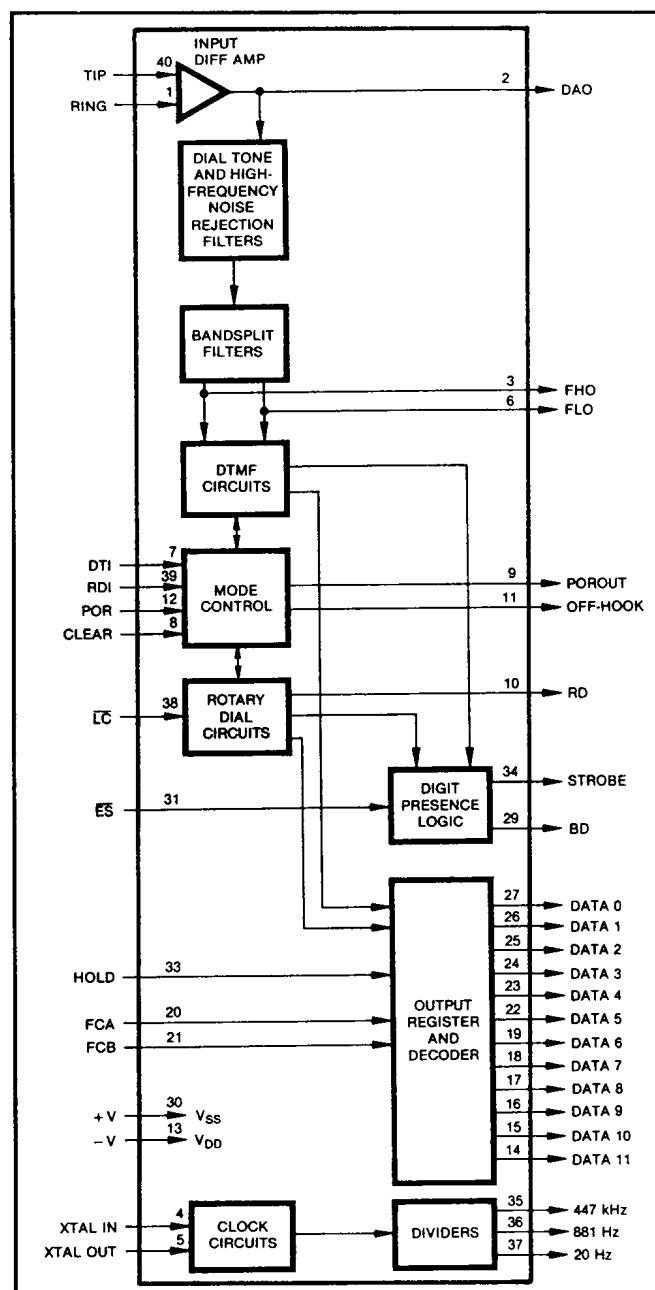 INPUT
DIFF AMP
TIP 40
RING 1
2 DAO
DIAL TONE
AND HIGH-
FREQUENCY
NOISE
REJECTION
FILTERS
BANDSPLIT
FILTERS
3 FHO
6 FLO
DTMF
CIRCUITS
DTI 7
RDI 39
POR 12
CLEAR 8
MODE
CONTROL
9 POROUT
11 OFF-HOOK
L̅C̅ 38
ROTARY
DIAL
CIRCUITS
10 RD
E̅S̅ 31
DIGIT
PRESENCE
LOGIC
34 STROBE
29 BD
HOLD 33
FCA 20
FCB 21
OUTPUT
REGISTER
AND
DECODER
27 DATA 0
26 DATA 1
25 DATA 2
24 DATA 3
23 DATA 4
22 DATA 5
19 DATA 6
18 DATA 7
17 DATA 8
16 DATA 9
15 DATA 10
14 DATA 11
+ V 30 VSS
− V 13 VDD
XTAL IN 4
XTAL OUT 5
CLOCK
CIRCUITS
DIVIDERS
35 447 kHz
36 881 Hz
37 20 Hz